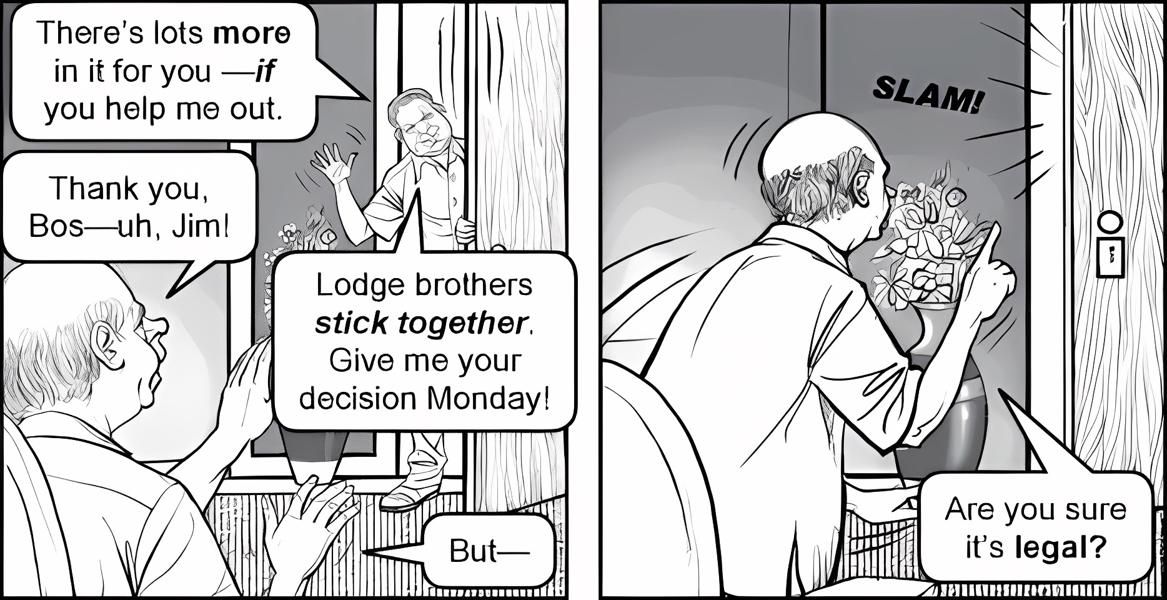 There's lots more
in it for you —if
you help me out.
Thank you,
Bos—uh, Jim!
Lodge brothers
stick together.
Give me your
decision Monday!
But—
SLAM!
Are you sure
it's legal?